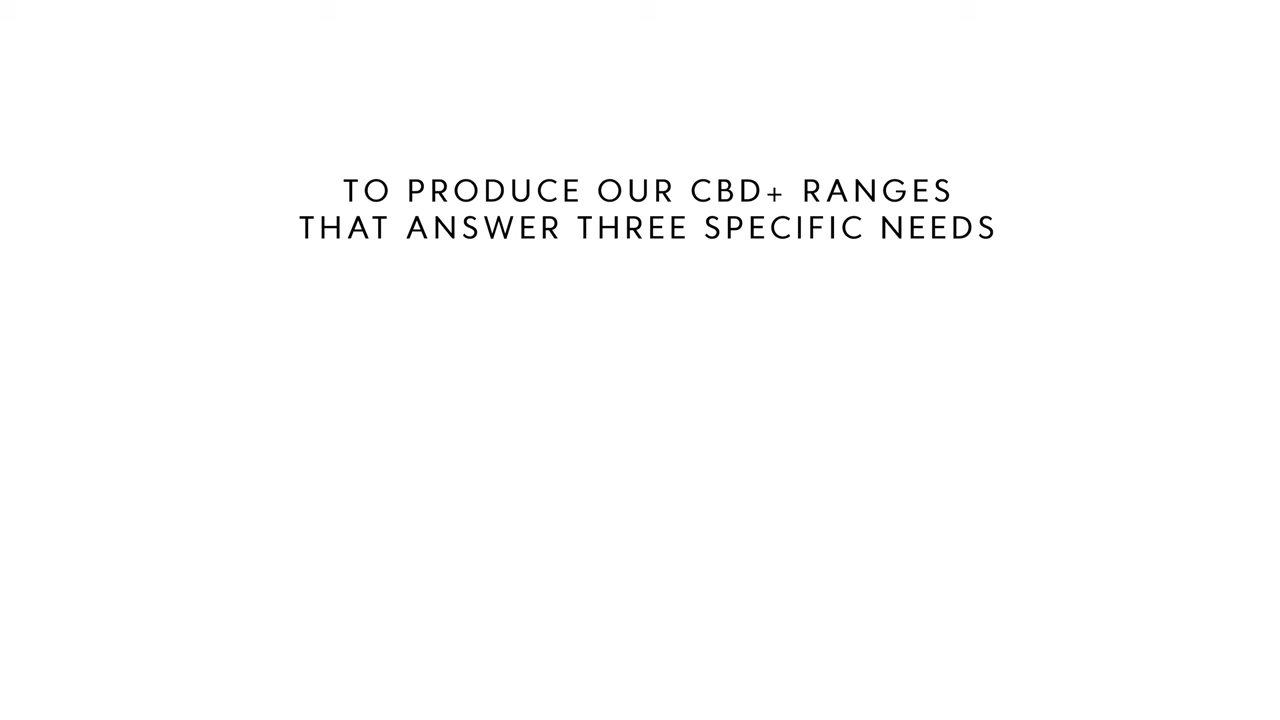 TO PRODUCE OUR CBD+ RANGES
THAT ANSWER THREE SPECIFIC NEEDS